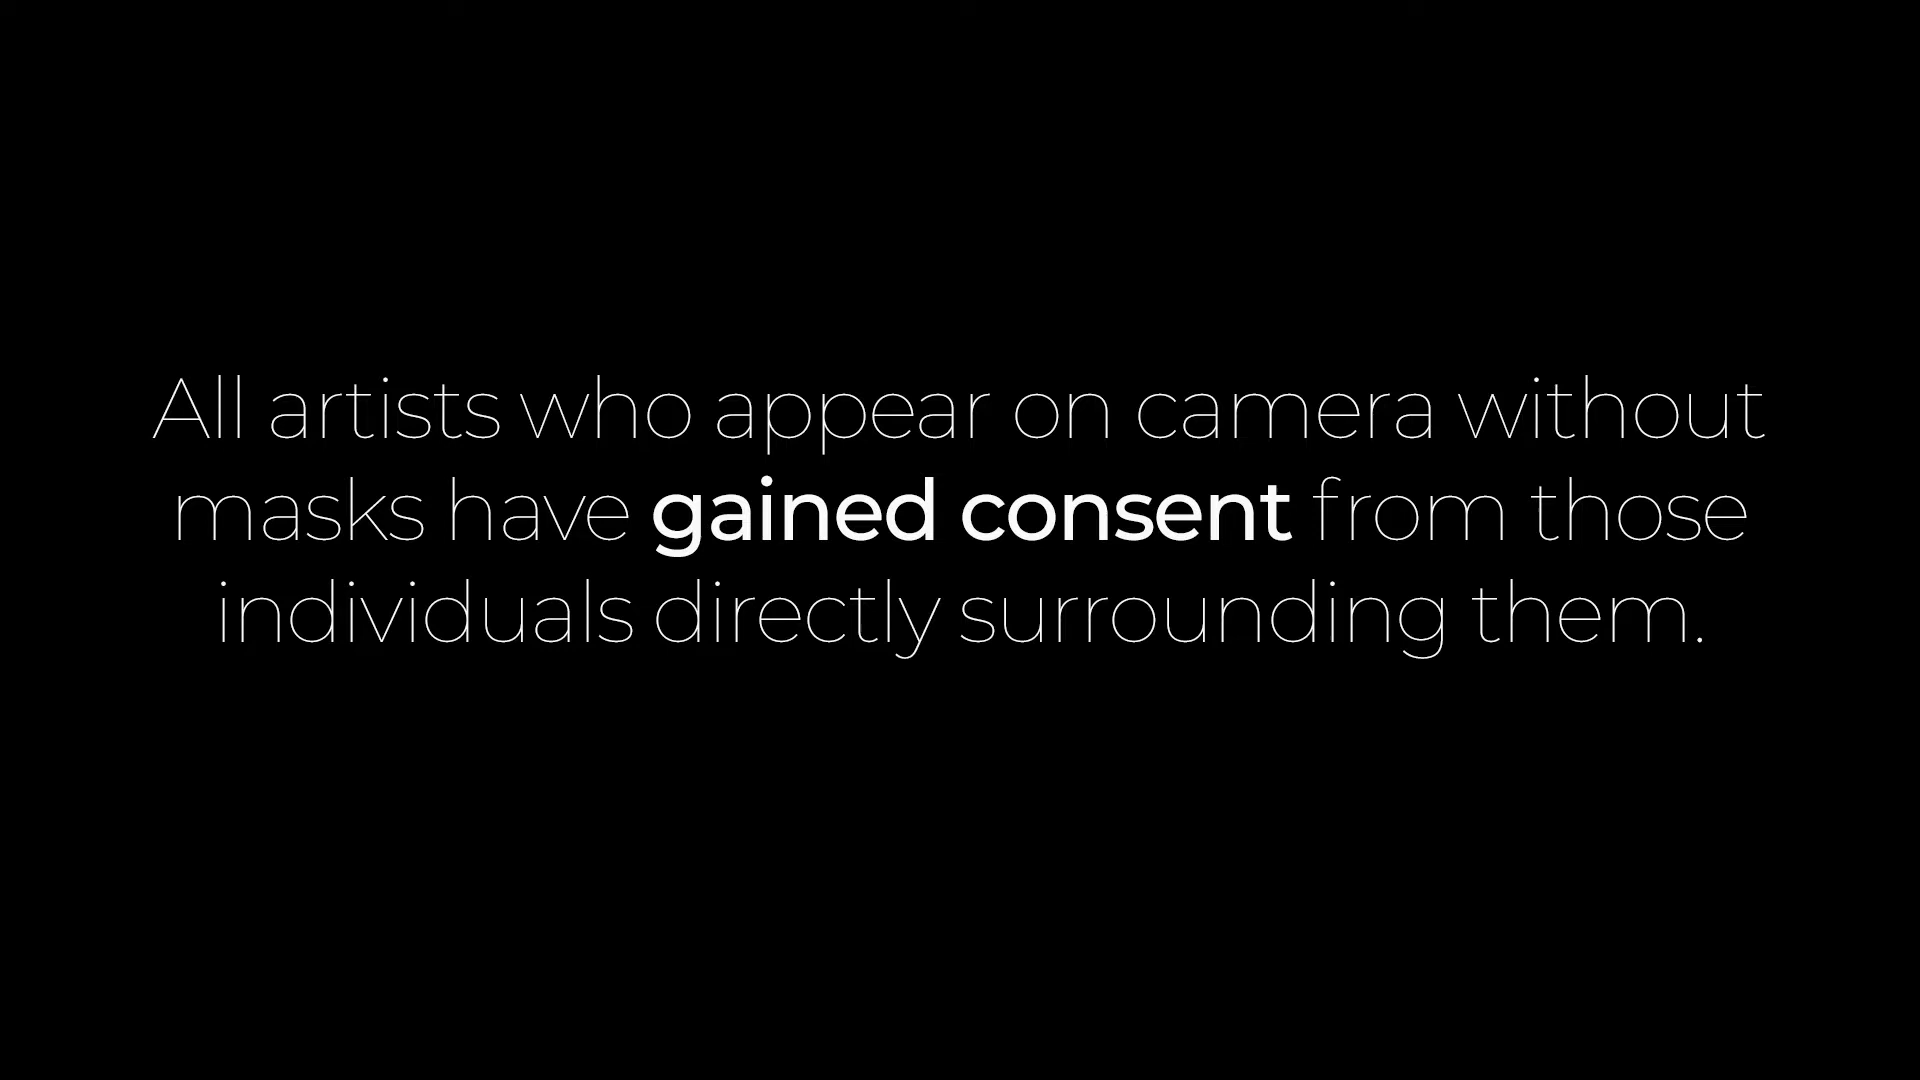 All artists who appear on camera without
masks have gained consent from those
individuals directly surrounding them.